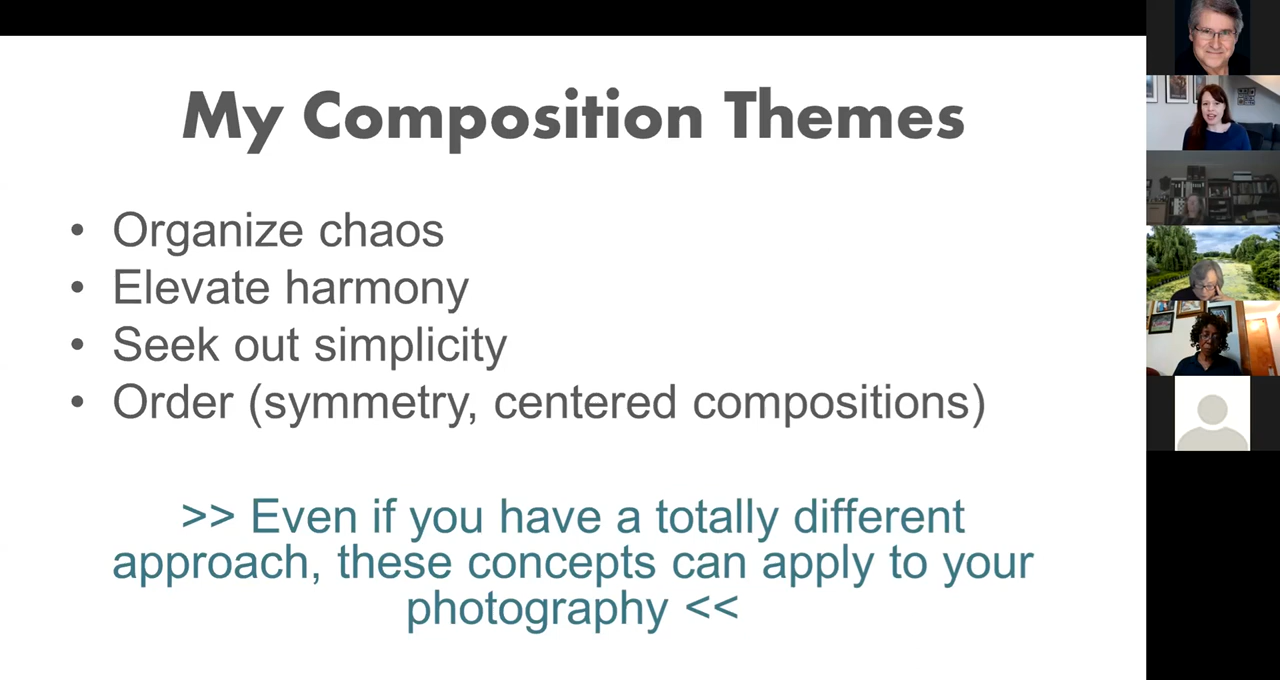 My Composition Themes
• Organize chaos
• Elevate harmony
• Seek out simplicity
• Order (symmetry, centered compositions)
>> Even if you have a totally different
approach, these concepts can apply to your
photography <<